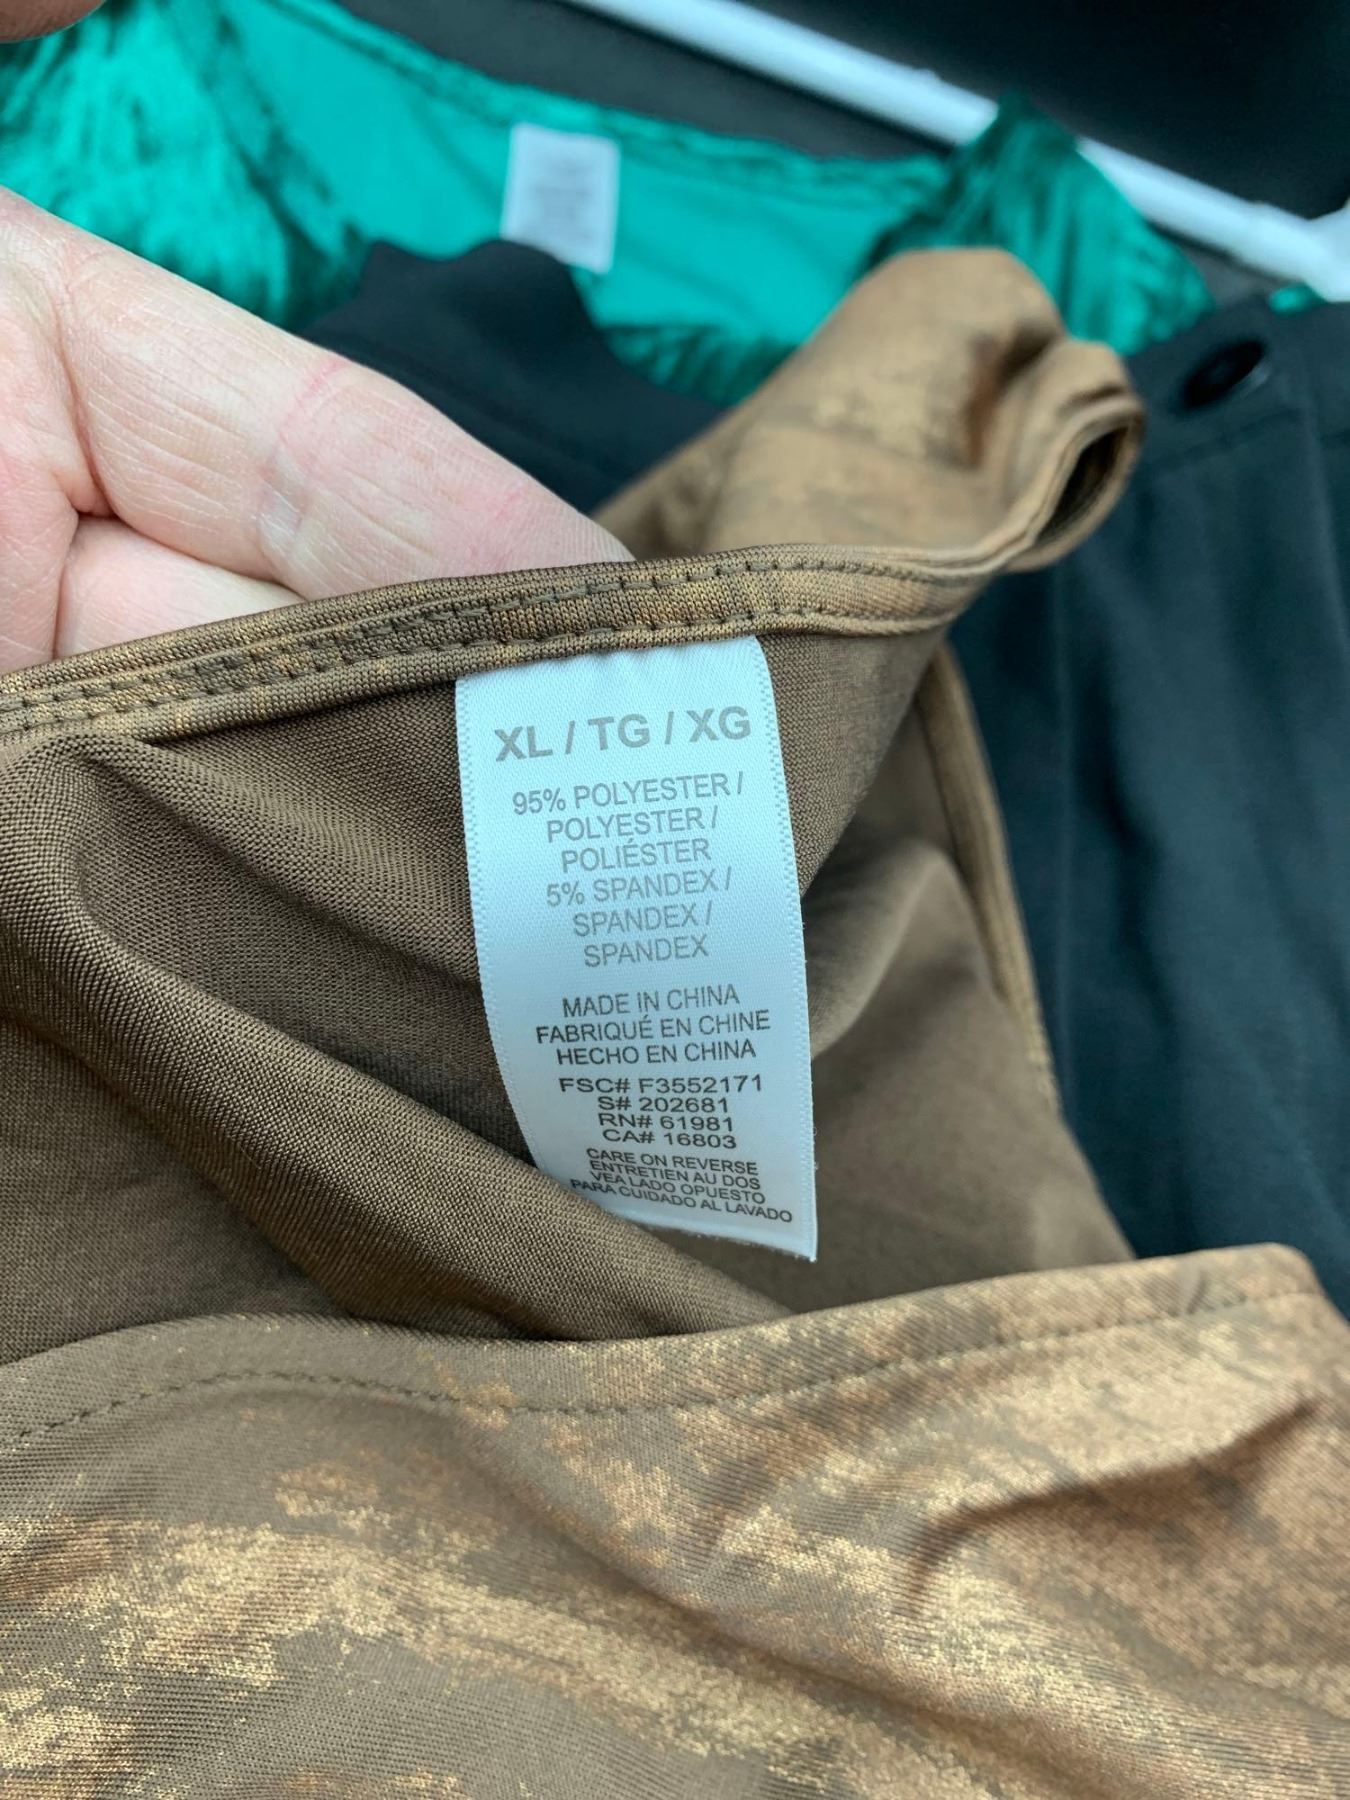 XL / TG / XG
95% POLYESTER /
POLYESTER /
POLIÉSTER
5% SPANDEX /
SPANDEX /
SPANDEX
MADE IN CHINA
FABRIQUÉ EN CHINE
HECHO EN CHINA
FSC# F3552171
S# 202681
RN# 61981
CA# 16803
CARE ON REVERSE
ENTRETIEN AU DOS
VEA LADO OPUESTO
PARA CUIDADO AL LAVADO